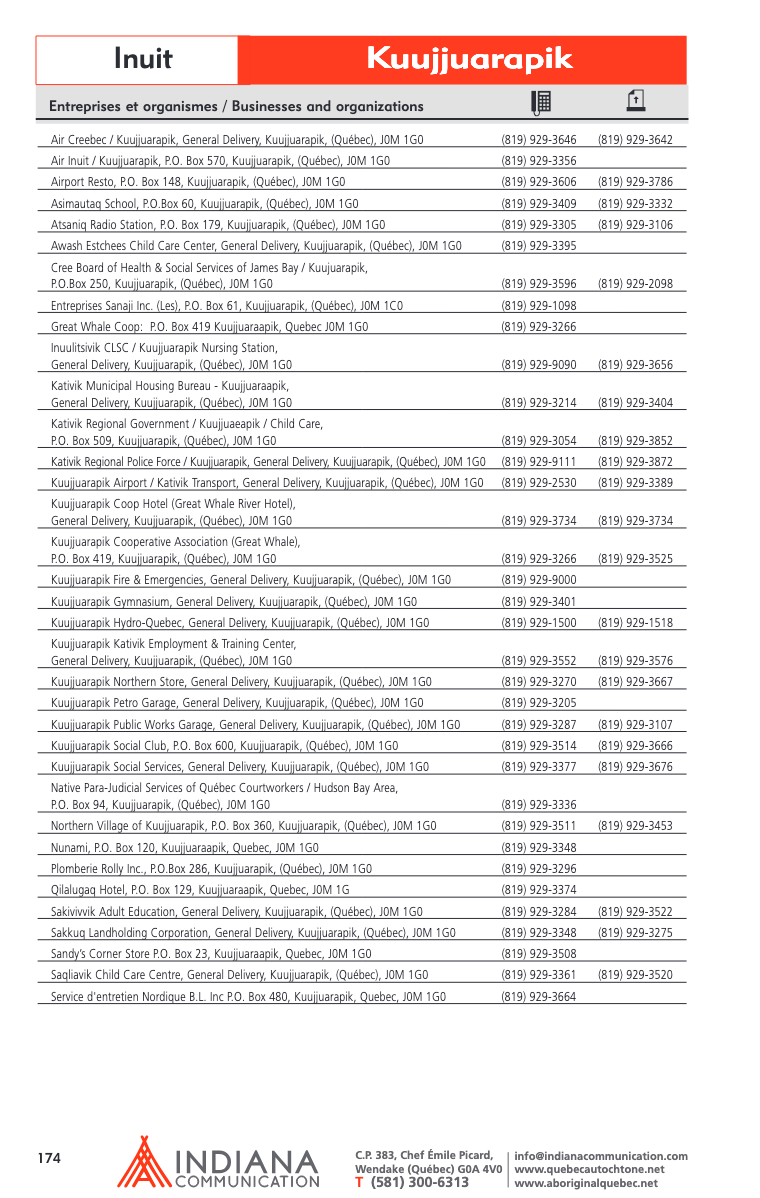 Inuit
Kuujjuarapik
Entreprises et organismes / Businesses and organizations
Air Creebec / Kuujjuarapik, General Delivery, Kuujjuarapik, (Québec), J0M 1G0 (819) 929-3646 (819) 929-3642
Air Inuit / Kuujjuarapik, P.O. Box 570, Kuujjuarapik, (Québec), J0M 1G0 (819) 929-3356
Airport Resto, P.O. Box 148, Kuujjuarapik, (Québec), J0M 1G0 (819) 929-3606 (819) 929-3786
Asimautaq School, P.O.Box 60, Kuujjuarapik, (Québec), J0M 1G0 (819) 929-3409 (819) 929-3332
Atsaniq Radio Station, P.O. Box 179, Kuujjuarapik, (Québec), J0M 1G0 (819) 929-3305 (819) 929-3106
Awash Estchees Child Care Center, General Delivery, Kuujjuarapik, (Québec), J0M 1G0 (819) 929-3395
Cree Board of Health & Social Services of James Bay / Kuujuarapik,
P.O.Box 250, Kuujjuarapik, (Québec), J0M 1G0 (819) 929-3596 (819) 929-2098
Entreprises Sanaji Inc. (Les), P.O. Box 61, Kuujjuarapik, (Québec), J0M 1C0 (819) 929-1098
Great Whale Coop: P.O. Box 419 Kuujjuaraapik, Quebec J0M 1G0 (819) 929-3266
Inuulitsivik CLSC / Kuujjuarapik Nursing Station,
General Delivery, Kuujjuarapik, (Québec), J0M 1G0 (819) 929-9090 (819) 929-3656
Kativik Municipal Housing Bureau - Kuujjuaraapik,
General Delivery, Kuujjuarapik, (Québec), J0M 1G0 (819) 929-3214 (819) 929-3404
Kativik Regional Government / Kuujjuaeapik / Child Care,
P.O. Box 509, Kuujjuarapik, (Québec), J0M 1G0 (819) 929-3054 (819) 929-3852
Kativik Regional Police Force / Kuujjuarapik, General Delivery, Kuujjuarapik, (Québec), J0M 1G0 (819) 929-9111 (819) 929-3872
Kuujjuarapik Airport / Kativik Transport, General Delivery, Kuujjuarapik, (Québec), J0M 1G0 (819) 929-2530 (819) 929-3389
Kuujjuarapik Coop Hotel (Great Whale River Hotel),
General Delivery, Kuujjuarapik, (Québec), J0M 1G0 (819) 929-3734 (819) 929-3734
Kuujjuarapik Cooperative Association (Great Whale),
P.O. Box 419, Kuujjuarapik, (Québec), J0M 1G0 (819) 929-3266 (819) 929-3525
Kuujjuarapik Fire & Emergencies, General Delivery, Kuujjuarapik, (Québec), J0M 1G0 (819) 929-9000
Kuujjuarapik Gymnasium, General Delivery, Kuujjuarapik, (Québec), J0M 1G0 (819) 929-3401
Kuujjuarapik Hydro-Quebec, General Delivery, Kuujjuarapik, (Québec), J0M 1G0 (819) 929-1500 (819) 929-1518
Kuujjuarapik Kativik Employment & Training Center,
General Delivery, Kuujjuarapik, (Québec), J0M 1G0 (819) 929-3552 (819) 929-3576
Kuujjuarapik Northern Store, General Delivery, Kuujjuarapik, (Québec), J0M 1G0 (819) 929-3270 (819) 929-3667
Kuujjuarapik Petro Garage, General Delivery, Kuujjuarapik, (Québec), J0M 1G0 (819) 929-3205
Kuujjuarapik Public Works Garage, General Delivery, Kuujjuarapik, (Québec), J0M 1G0 (819) 929-3287 (819) 929-3107
Kuujjuarapik Social Club, P.O. Box 600, Kuujjuarapik, (Québec), J0M 1G0 (819) 929-3514 (819) 929-3666
Kuujjuarapik Social Services, General Delivery, Kuujjuarapik, (Québec), J0M 1G0 (819) 929-3377 (819) 929-3676
Native Para-Judicial Services of Québec Courtworkers / Hudson Bay Area,
P.O. Box 94, Kuujjuarapik, (Québec), J0M 1G0 (819) 929-3336
Northern Village of Kuujjuarapik, P.O. Box 360, Kuujjuarapik, (Québec), J0M 1G0 (819) 929-3511 (819) 929-3453
Nunami, P.O. Box 120, Kuujjuaraapik, Quebec, J0M 1G0 (819) 929-3348
Plomberie Rolly Inc., P.O.Box 286, Kuujjuarapik, (Québec), J0M 1G0 (819) 929-3296
Qilalugaq Hotel, P.O. Box 129, Kuujjuaraapik, Quebec, J0M 1G (819) 929-3374
Sakivivvik Adult Education, General Delivery, Kuujjuarapik, (Québec), J0M 1G0 (819) 929-3284 (819) 929-3522
Sakkuq Landholding Corporation, General Delivery, Kuujjuarapik, (Québec), J0M 1G0 (819) 929-3348 (819) 929-3275
Sandy's Corner Store P.O. Box 23, Kuujjuaraapik, Quebec, J0M 1G0 (819) 929-3508
Saqliavik Child Care Centre, General Delivery, Kuujjuarapik, (Québec), J0M 1G0 (819) 929-3361 (819) 929-3520
Service d'entretien Nordique B.L. Inc P.O. Box 480, Kuujjuarapik, Quebec, J0M 1G0 (819) 929-3664
174
INDIANA
COMMUNICATION
C.P. 383, Chef Émile Picard,
Wendake (Québec) G0A 4V0
T (581) 300-6313
info@indianacommunication.com
www.quebecautochtone.net
www.aboriginalquebec.net